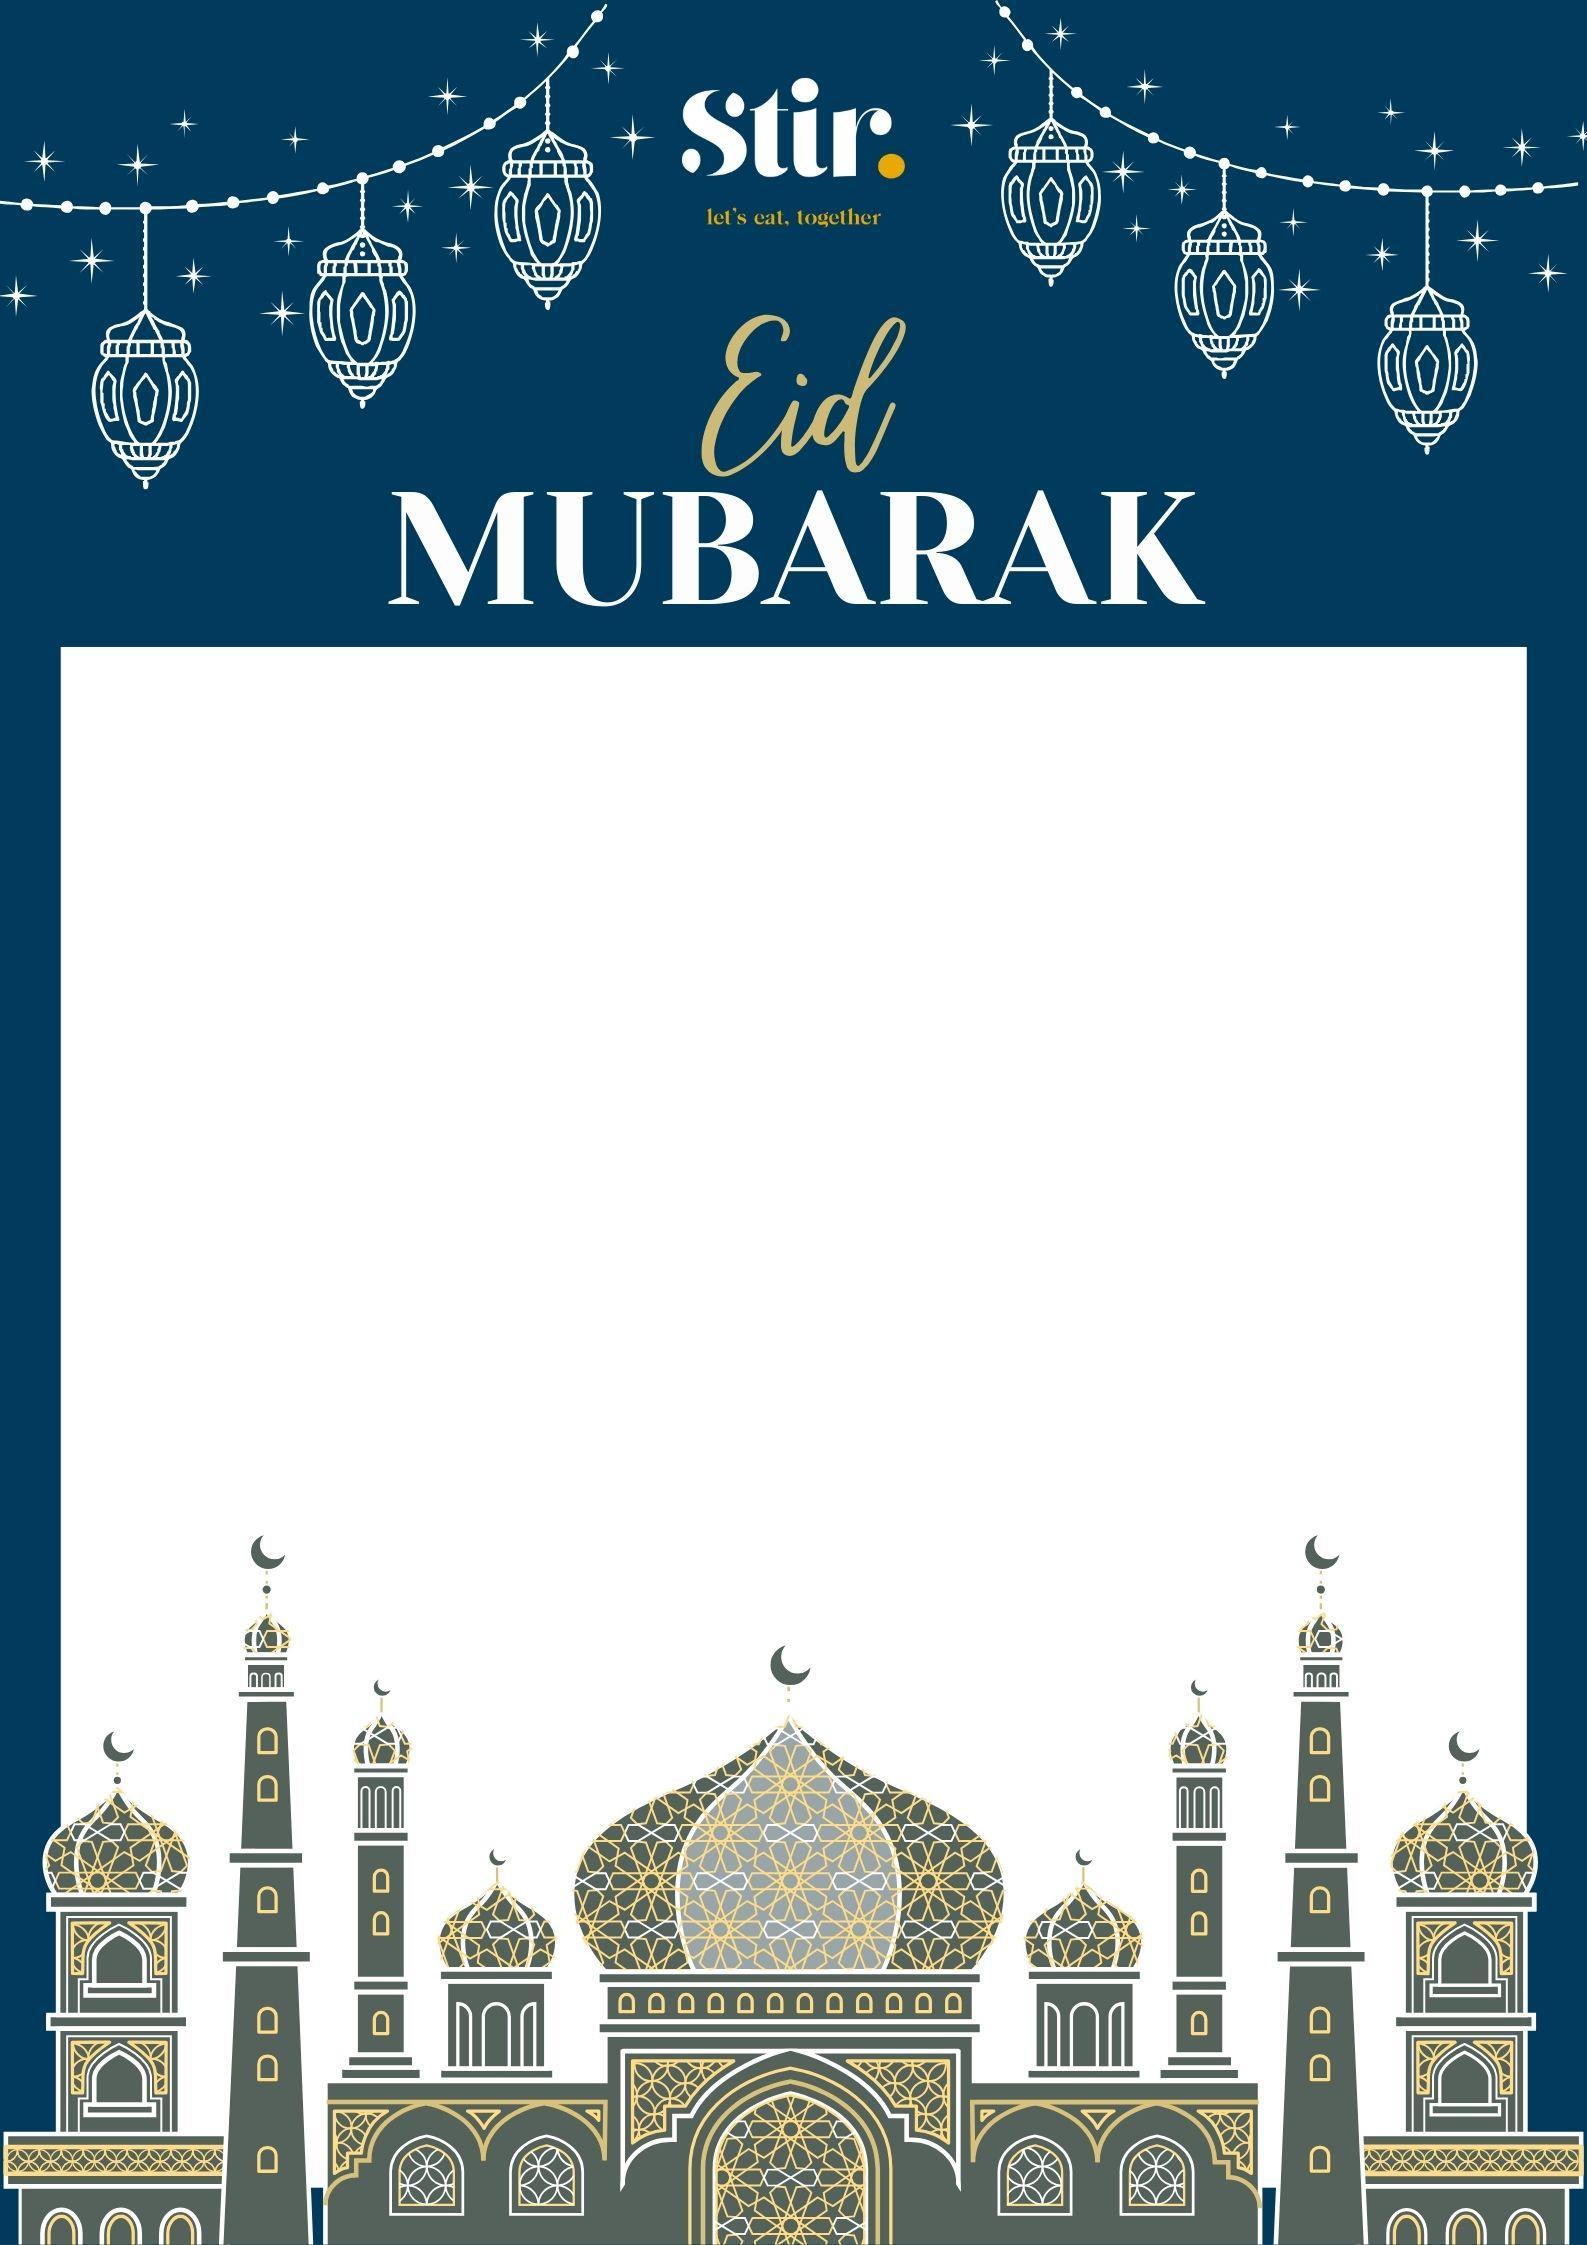 Stir.
let's eat, together
Eid
MUBARAK